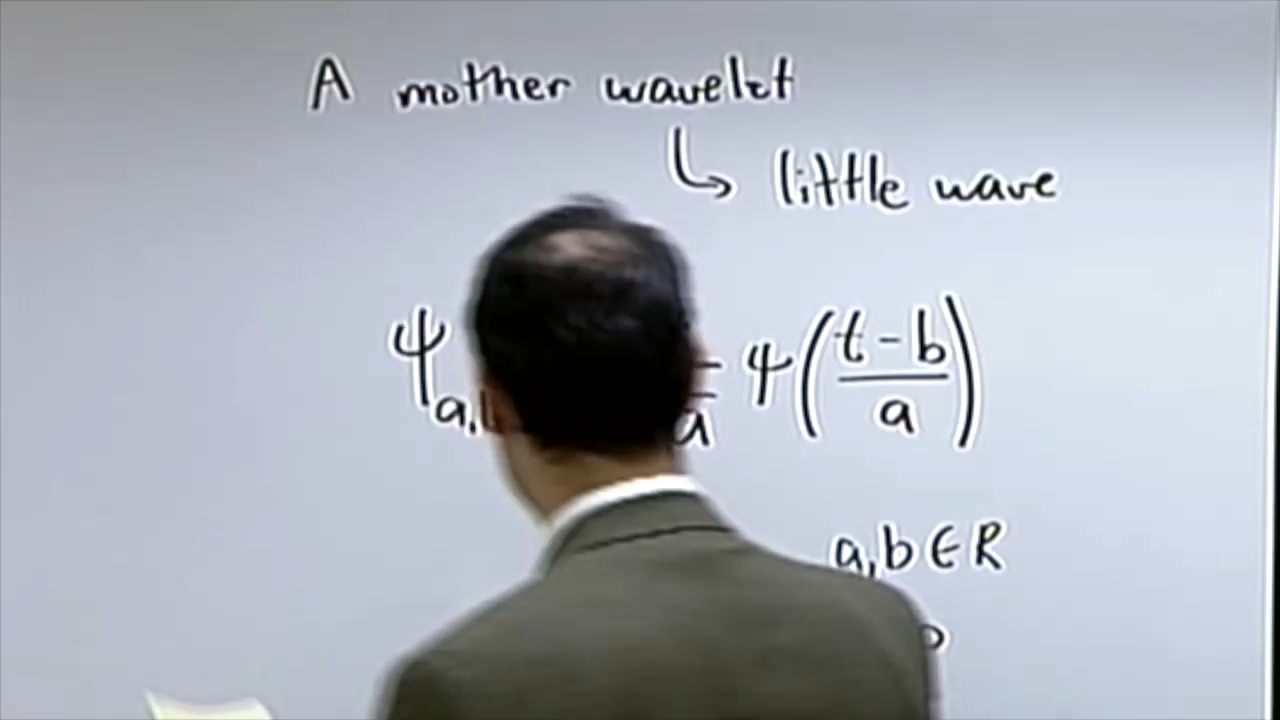 A mother wavelet
↳ little wave
ψ a, a ψ(t-b/a)
a,b ∈ R